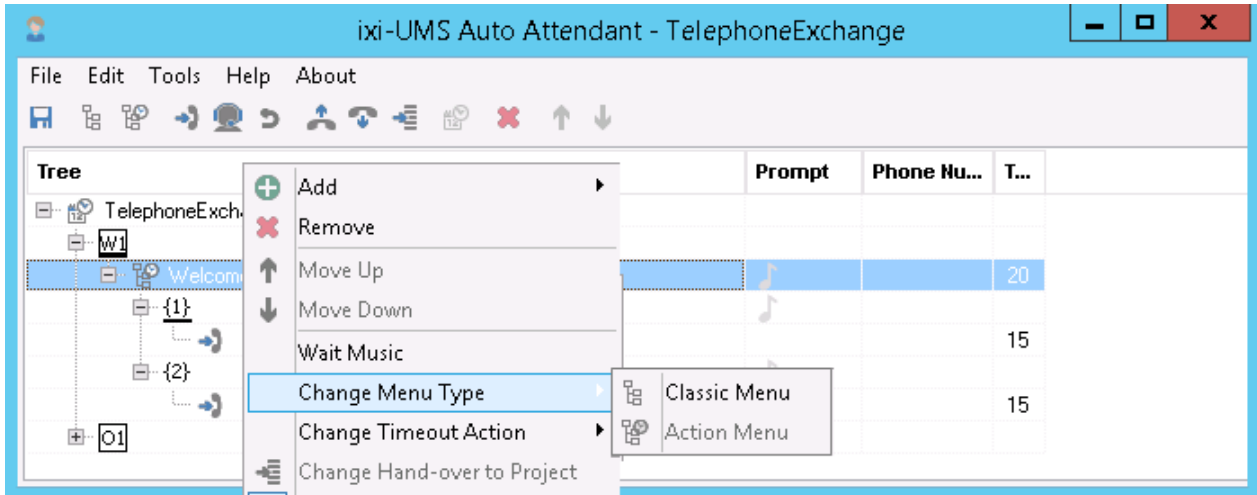 ixi-UMS Auto Attendant - TelephoneExchange
File Edit Tools Help About
Tree Prompt Phone Nu... T...
TelephoneExch
W1
Welcom 20
{1}
15
{2}
15
O1
Add
Remove
Move Up
Move Down
Wait Music
Change Menu Type
Change Timeout Action
Change Hand-over to Project
Classic Menu
Action Menu